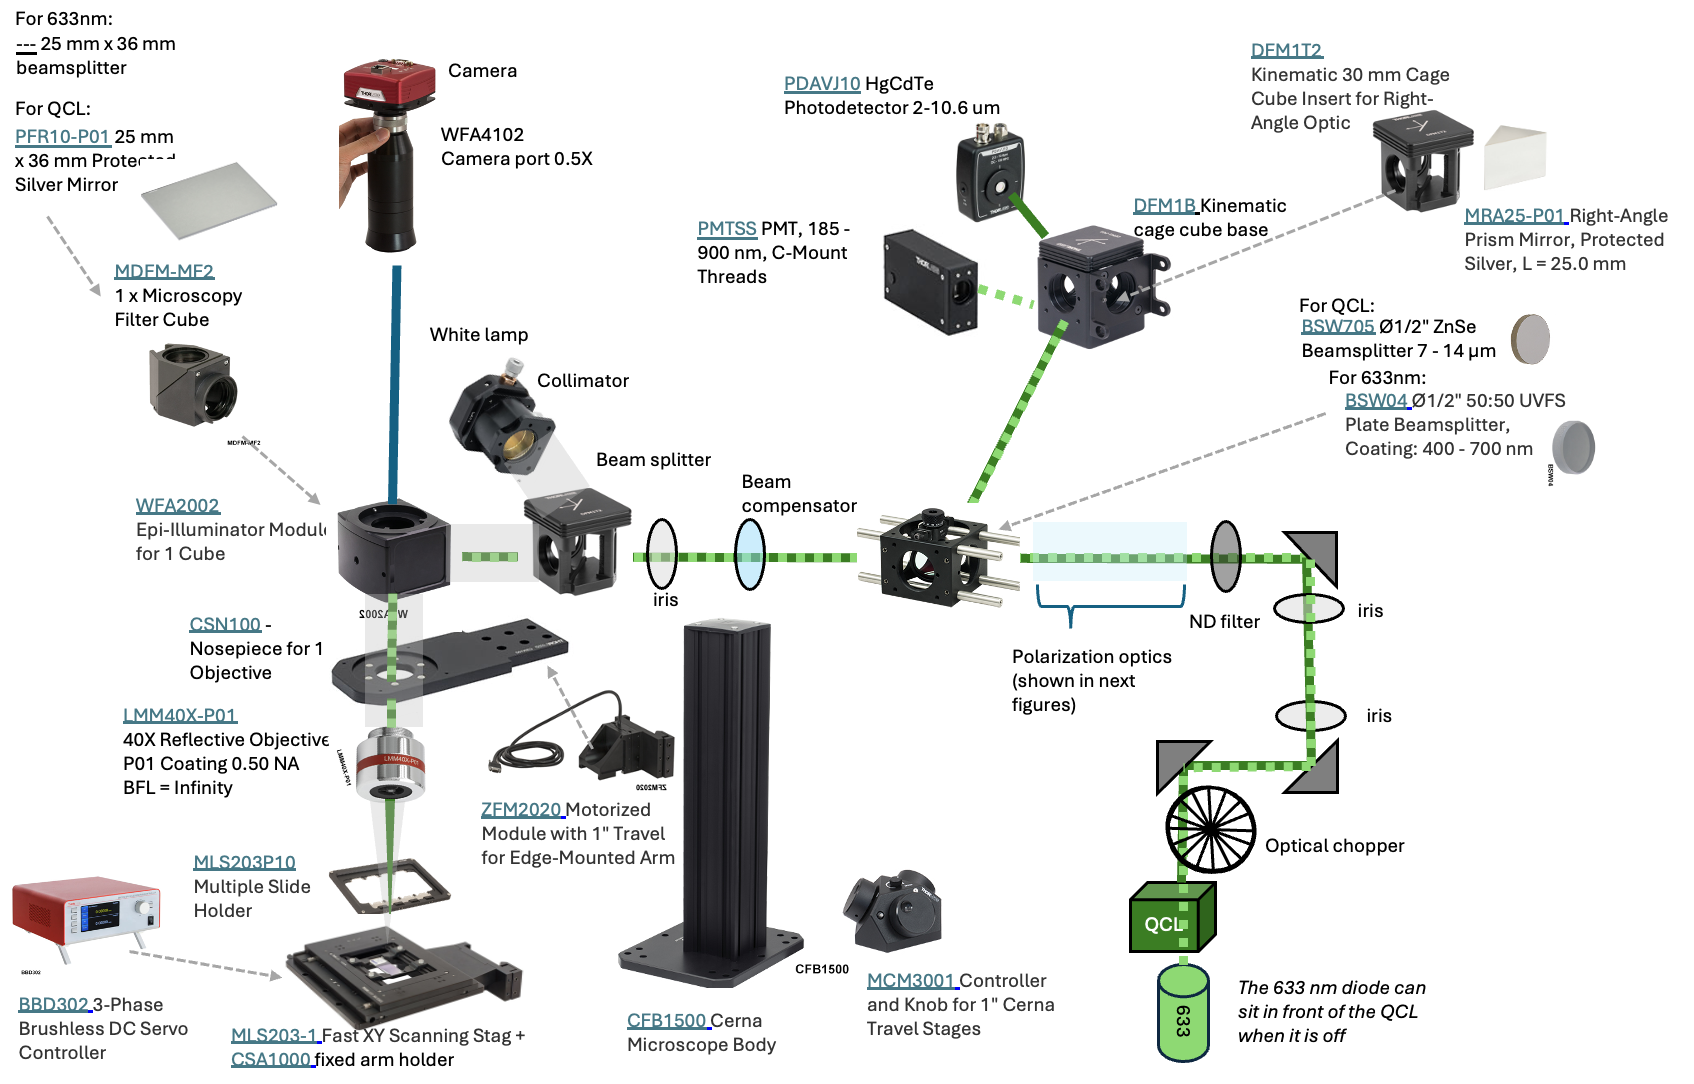 For 633nm:
--- 25 mm x 36 mm
beamsplitter
For QCL:
PFR10-P01 25 mm
x 36 mm Protected
Silver Mirror
MDFM-MF2
1 x Microscopy
Filter Cube
MDFM-MF2
WFA2002
Epi-Illuminator Module
for 1 Cube
WFA2002
CSN100 -
Nosepiece for 1
Objective
LMM40X-P01
40X Reflective Objective
P01 Coating 0.50 NA
BFL = Infinity
LMM40X-P01
LMM40X-P01
MLS203P10
Multiple Slide
Holder
BBD302
BBD302 3-Phase
Brushless DC Servo
Controller
MLS203-1 Fast XY Scanning Stag +
CSA1000 fixed arm holder
Camera
WFA4102
Camera port 0.5X
White lamp
Collimator
Beam splitter
iris
Beam
compensator
ZFM2020
ZFM2020 Motorized
Module with 1" Travel
for Edge-Mounted Arm
CFB1500
CFB1500 Cerna
Microscope Body
MCM3001 Controller
and Knob for 1" Cerna
Travel Stages
PDAVJ10 HgCdTe
Photodetector 2-10.6 um
PMTSS PMT, 185 -
900 nm, C-Mount
Threads
THORLABS
DFM1B Kinematic
cage cube base
DFM1T2
Kinematic 30 mm Cage
Cube Insert for Right-
Angle Optic
MRA25-P01 Right-Angle
Prism Mirror, Protected
Silver, L = 25.0 mm
For QCL:
BSW705 Ø1/2" ZnSe
Beamsplitter 7 - 14 µm
For 633nm:
BSW04 Ø1/2" 50:50 UVFS
Plate Beamsplitter,
Coating: 400 - 700 nm
BSW04
Polarization optics
(shown in next
figures)
ND filter
iris
iris
Optical chopper
QCL
633
The 633 nm diode can
sit in front of the QCL
when it is off